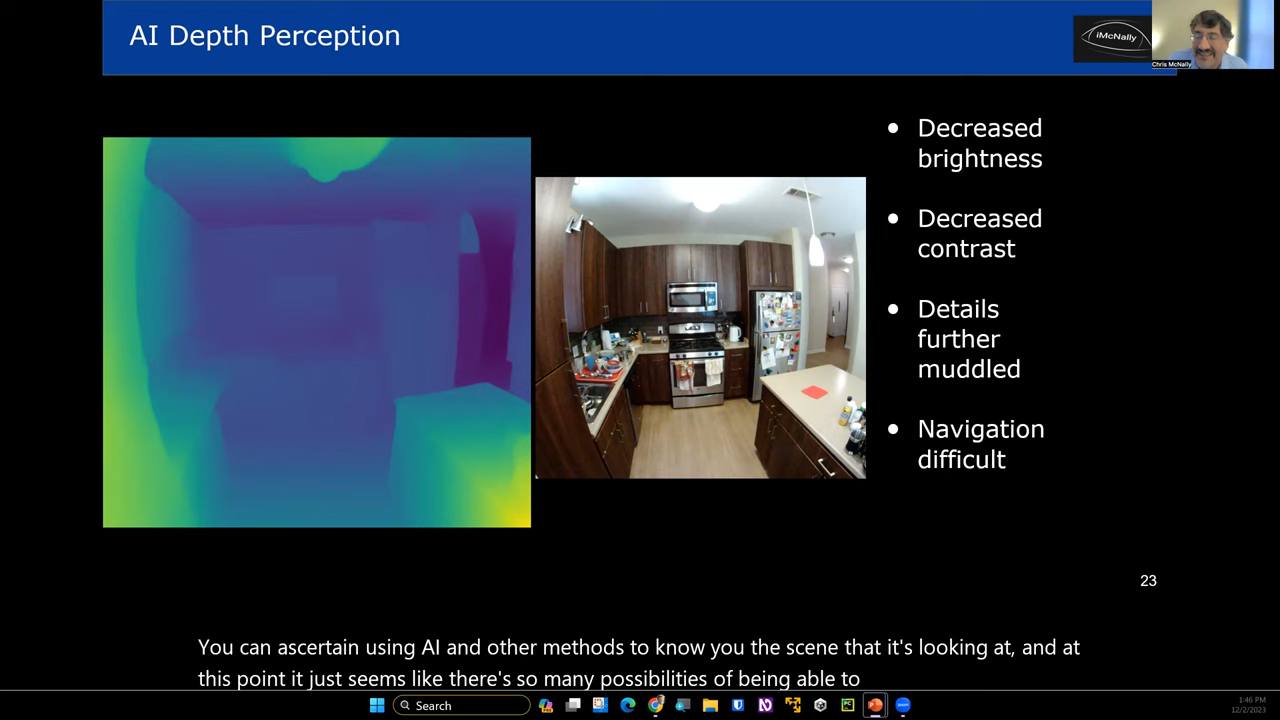 AI Depth Perception
iMcNally
Chris McNally
• Decreased
brightness
• Decreased
contrast
• Details
further
muddled
• Navigation
difficult
23
You can ascertain using AI and other methods to know you the scene that it's looking at, and at
this point it just seems like there's so many possibilities of being able to
Search
1:46 PM
12/2/2023